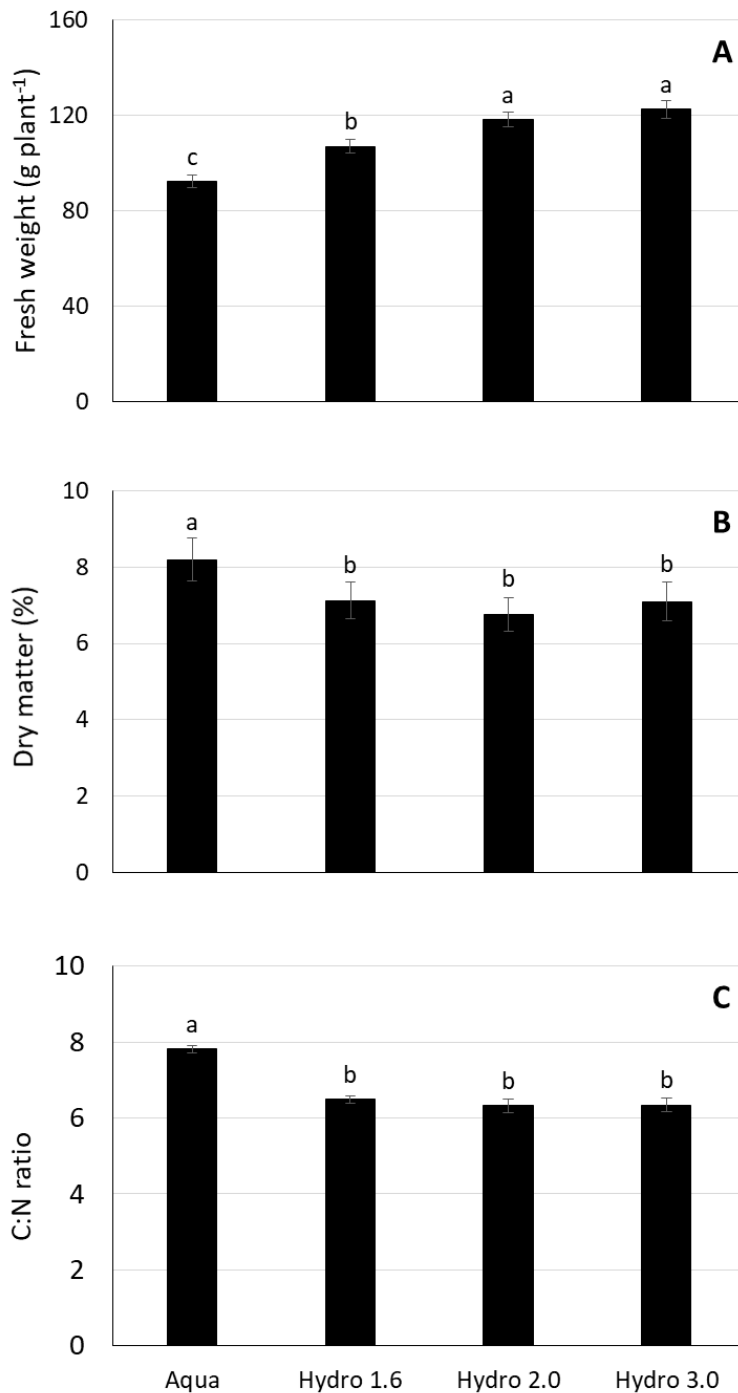 160
A
a
a
b
120
c
80
40
0
Fresh weight (g plant⁻¹)
10
B
a
8
b
b
b
6
4
2
0
Dry matter (%)
10
C
a
8
b
b
b
6
4
2
0
C:N ratio
Aqua Hydro 1.6 Hydro 2.0 Hydro 3.0